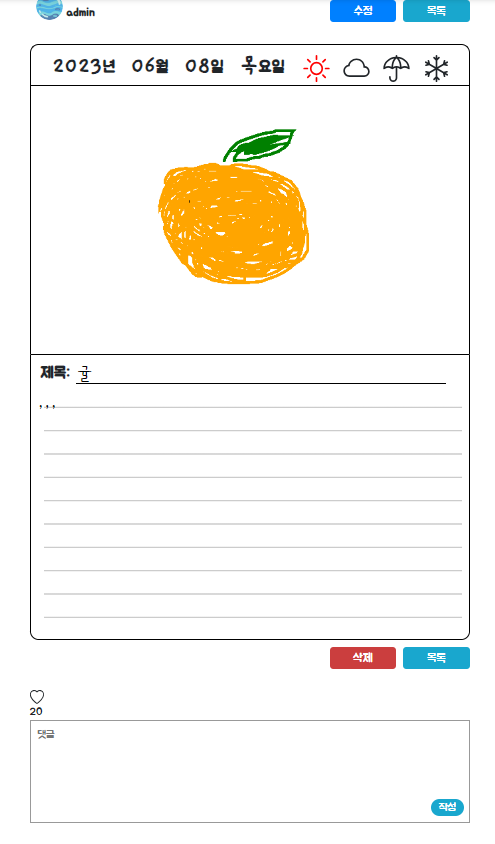 admin
수정 목록
2023년 06월 08일 목요일
제목: 귤
, , ,
삭제 목록
20
댓글
작성